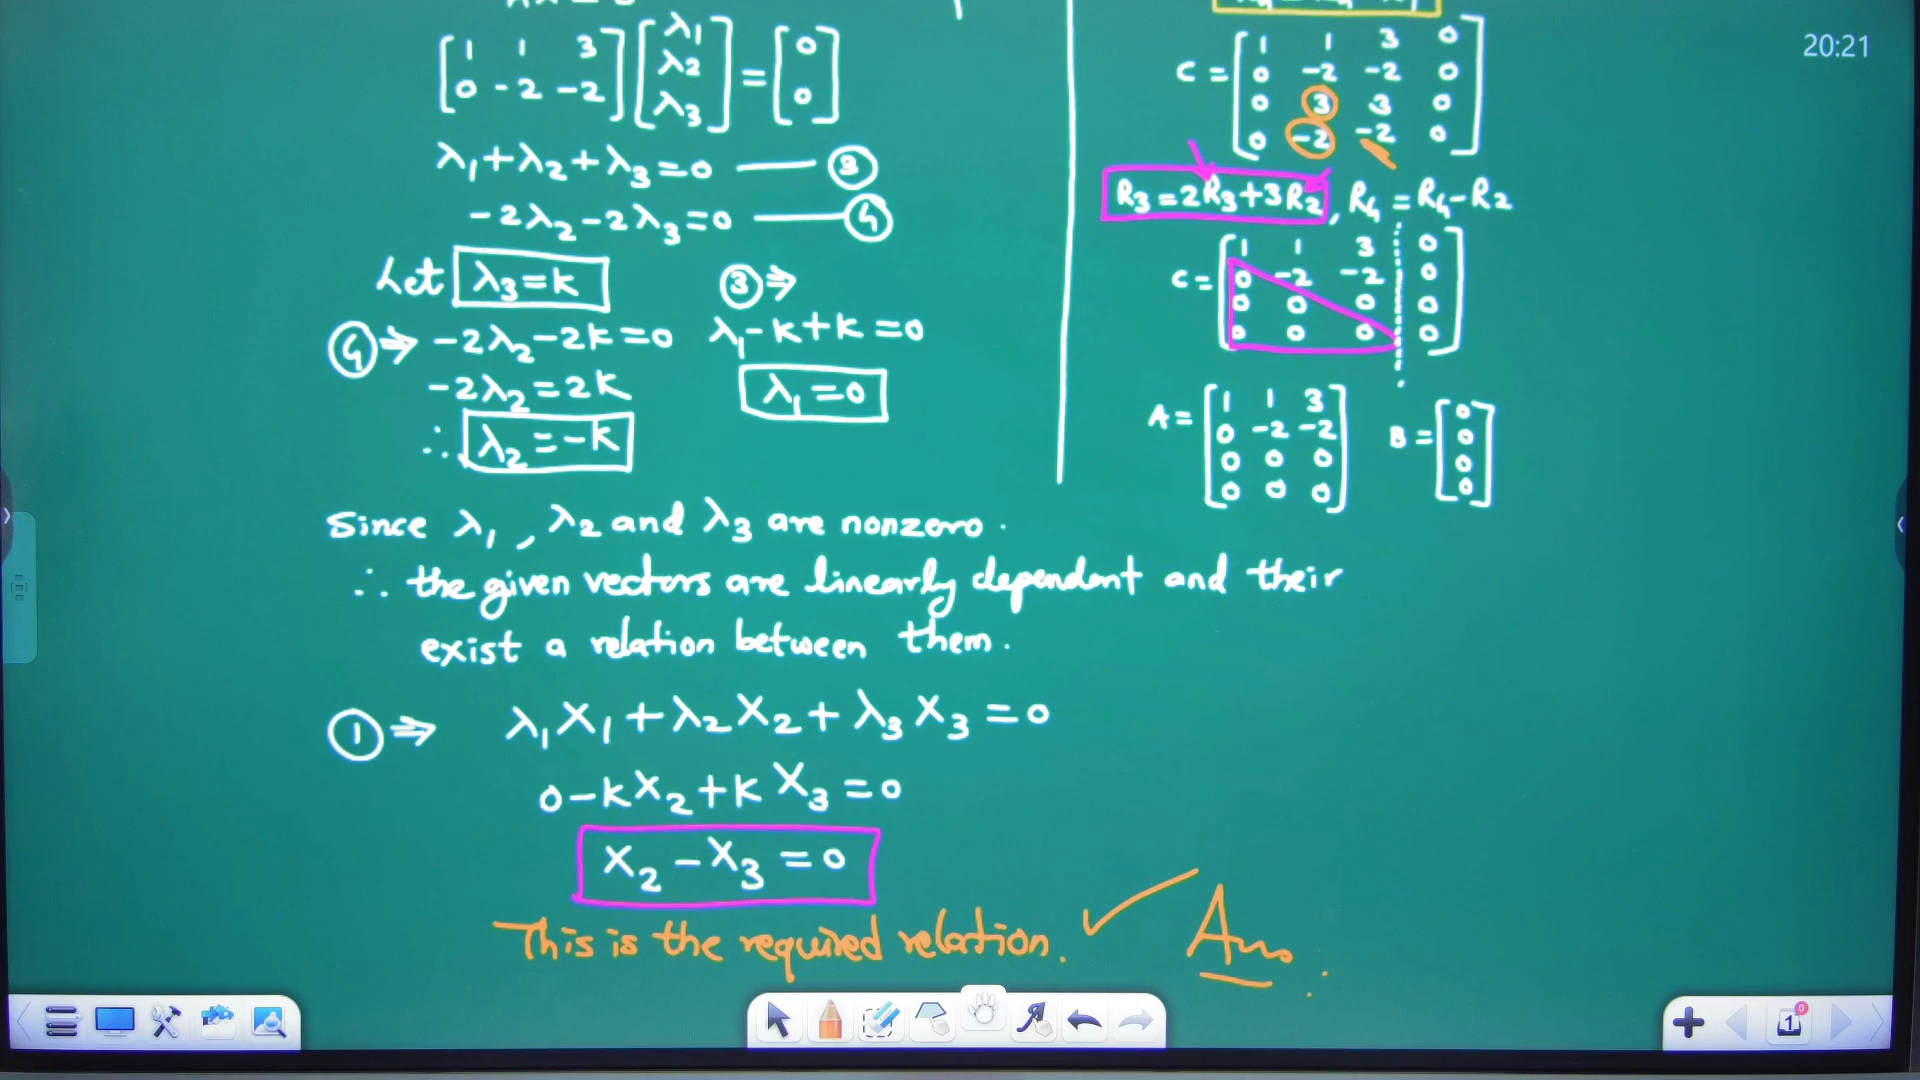 [1 1 3; 0 -2 -2] [λ1; λ2; λ3] = [0; 0]
λ1+λ2+λ3=0 —— ③
-2λ2-2λ3=0 —— ④
Let λ3=k
④⇒ -2λ2-2k=0
-2λ2=2k
∴ λ2=-k
③⇒
λ1-k+k=0
λ1=0
C = [1 1 3 0; 0 -2 -2 0; 0 3 3 0; 0 -2 -2 0]
R3=2R3+3R2, R4=R4-R2
C = [1 1 3 0; 0 -2 -2 0; 0 0 0 0; 0 0 0 0]
A = [1 1 3; 0 -2 -2; 0 0 0; 0 0 0] B = [0; 0; 0; 0]
Since λ1, λ2 and λ3 are nonzero.
∴ the given vectors are linearly dependent and their
exist a relation between them.
①⇒ λ1X1+λ2X2+λ3X3=0
0-kX2+kX3=0
X2-X3=0
This is the required relation. ✓ Ans.
20:21
1
0